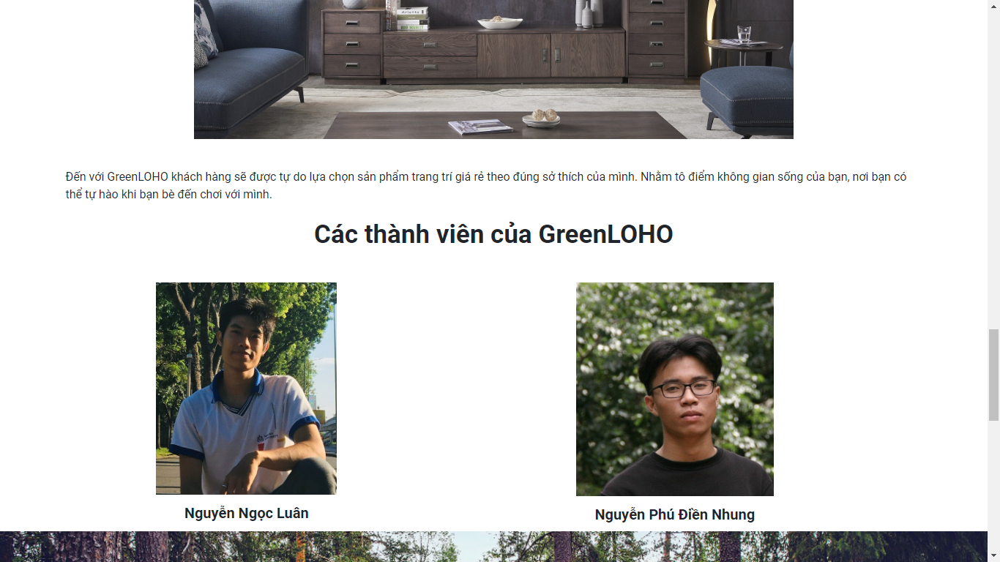 Đến với GreenLOHO khách hàng sẽ được tự do lựa chọn sản phẩm trang trí giá rẻ theo đúng sở thích của mình. Nhằm tô điểm không gian sống của bạn, nơi bạn có
thể tự hào khi bạn bè đến chơi với mình.
Các thành viên của GreenLOHO
Nguyễn Ngọc Luân
Nguyễn Phú Điền Nhung